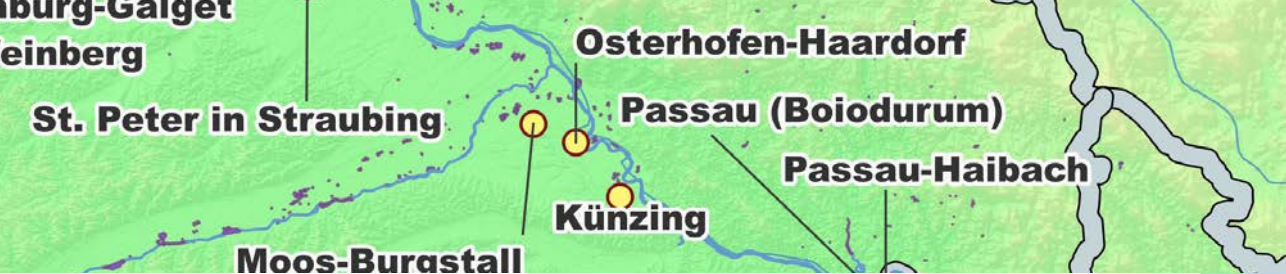 Osterhofen-Haardorf
St. Peter in Straubing
Passau (Boiodurum)
Passau-Haibach
Künzing
Moos-Burgstall